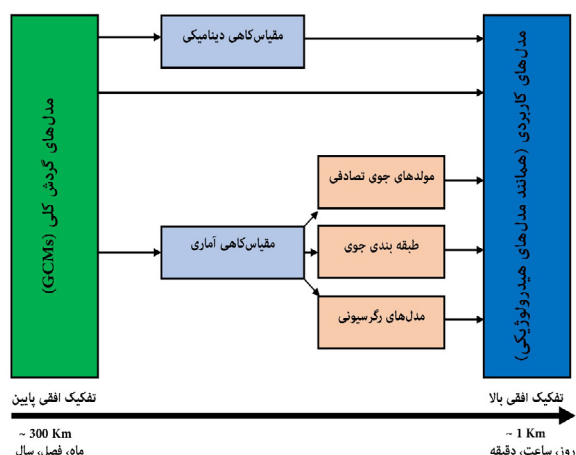 مقیاس‌کاهی دینامیکی
مدل‌های گردش کلی (GCMs)
مدل‌های کاربردی (همانند مدل‌های هیدرولوژیکی)
مولدهای جوی تصادفی
مقیاس‌کاهی آماری
طبقه بندی جوی
مدل‌های رگرسیونی
تفکیک افقی بالا
تفکیک افقی پایین
~ 1 Km
~ 300 Km
روز، ساعت، دقیقه
ماه، فصل، سال